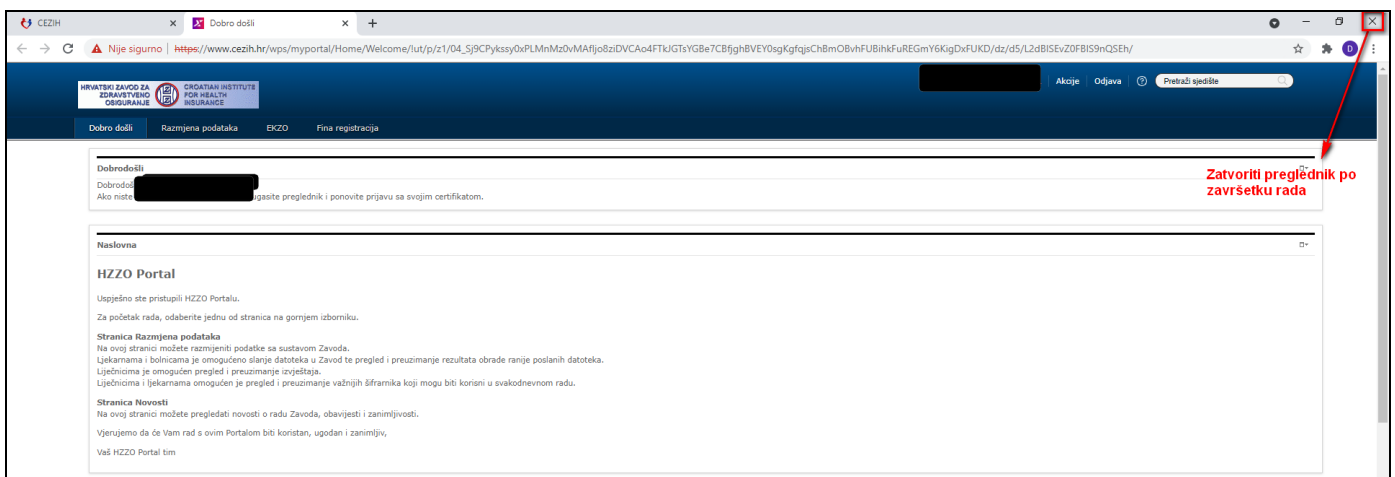 CEZIH
Dobro došli
Nije sigurno | https://www.cezih.hr/wps/myportal/Home/Welcome/lut/p/z1/
HRVATSKI ZAVOD ZA ZDRAVSTVENO OSIGURANJE
CROATIAN INSTITUTE FOR HEALTH INSURANCE
Akcije Odjava Pretraži sjedište
Dobro došli Razmjena podataka EKZO Fina registracija
Dobrodošli
Dobrodoš
Ako niste gasite preglednik i ponovite prijavu sa svojim certifikatom.
Zatvoriti preglednik po
završetku rada
Naslovna
HZZO Portal
Uspješno ste pristupili HZZO Portalu.
Za početak rada, odaberite jednu od stranica na gornjem izborniku.
Stranica Razmjena podataka
Na ovoj stranici možete razmijeniti podatke sa sustavom Zavoda.
Ljekarnama i bolnicama je omogućeno slanje datoteka u Zavod te pregled i preuzimanje rezultata obrade ranije poslanih datoteka.
Liječnicima je omogućen pregled i preuzimanje izvještaja.
Liječnicima i ljekarnama omogućen je pregled i preuzimanje važnijih šifrarnika koji mogu biti korisni u svakodnevnom radu.
Stranica Novosti
Na ovoj stranici možete pregledati novosti o radu Zavoda, obavijesti i zanimljivosti.
Vjerujemo da će Vam rad s ovim Portalom biti koristan, ugodan i zanimljiv,
Vaš HZZO Portal tim